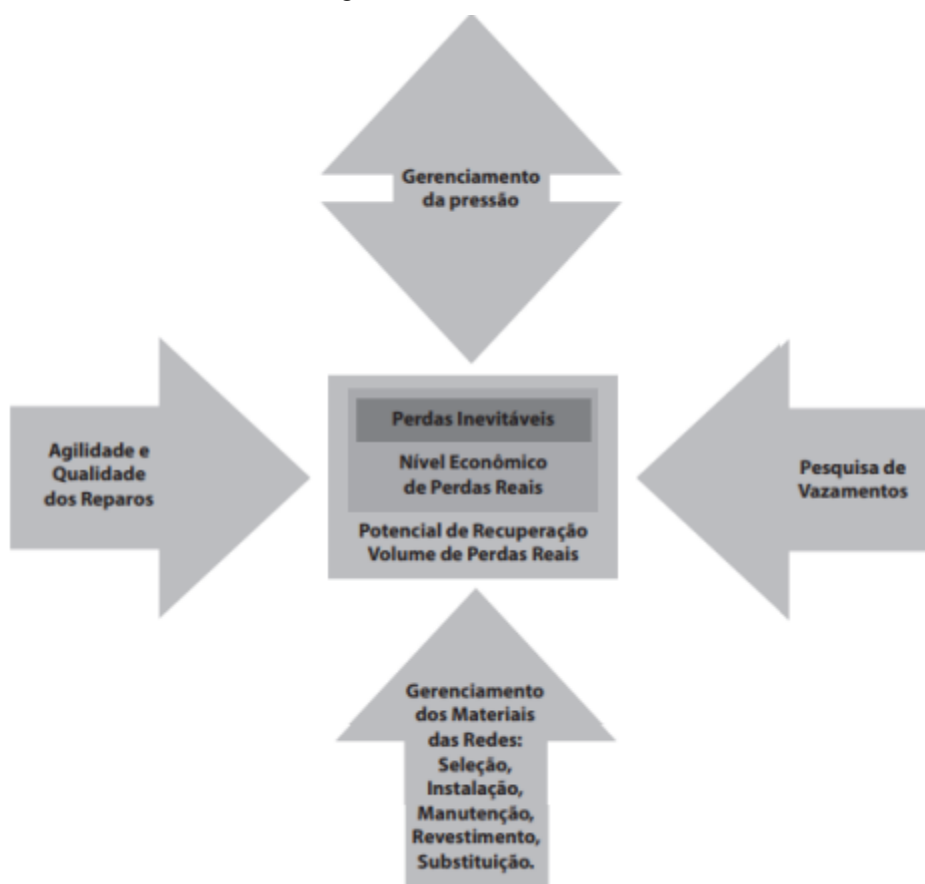 Gerenciamento
da pressão
Agilidade e
Qualidade
dos Reparos
Perdas Inevitáveis
Nível Econômico
de Perdas Reais
Potencial de Recuperação
Volume de Perdas Reais
Pesquisa de
Vazamentos
Gerenciamento
dos Materiais
das Redes:
Seleção,
Instalação,
Manutenção,
Revestimento,
Substituição.